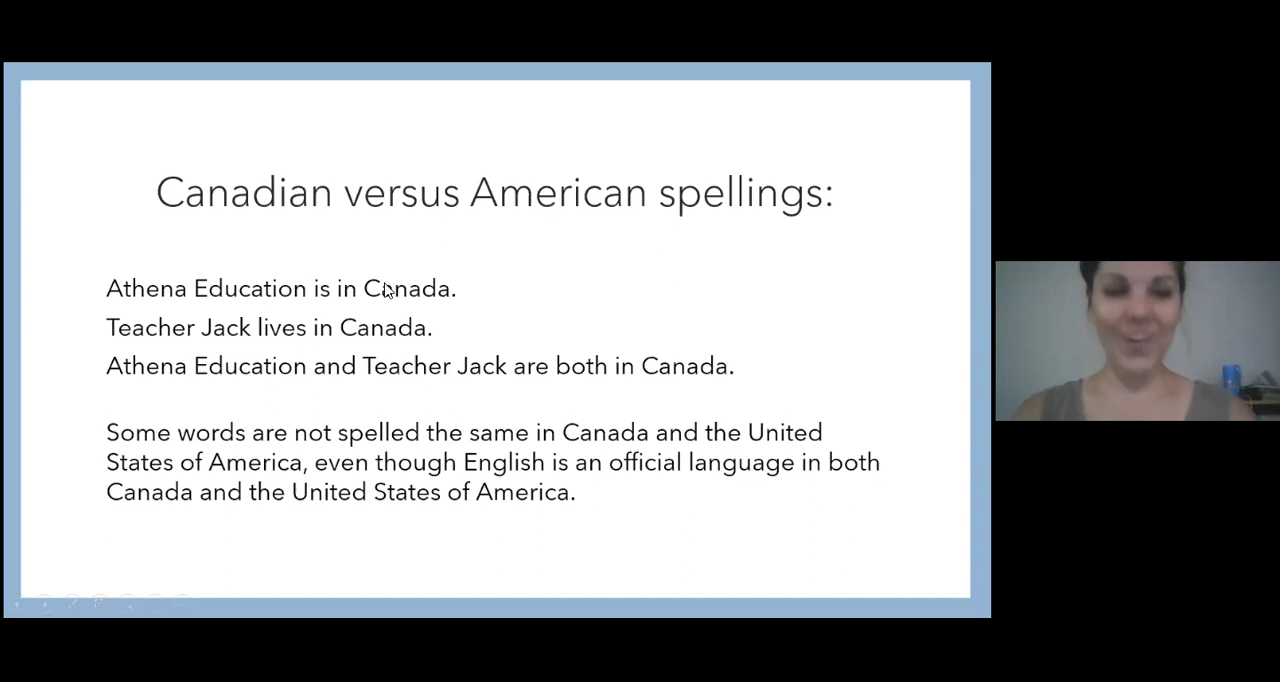 Canadian versus American spellings:
Athena Education is in Canada.
Teacher Jack lives in Canada.
Athena Education and Teacher Jack are both in Canada.
Some words are not spelled the same in Canada and the United
States of America, even though English is an official language in both
Canada and the United States of America.